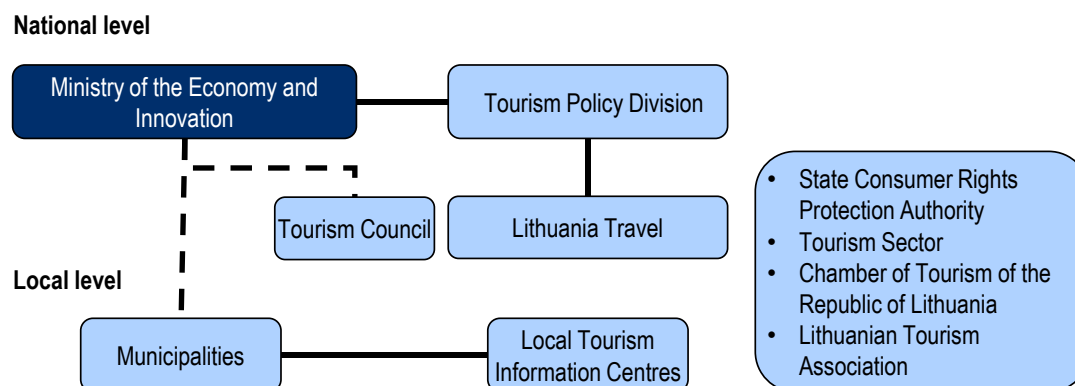 National level
Ministry of the Economy and
Innovation
Tourism Policy Division
Tourism Council
Lithuania Travel
Local level
Municipalities
Local Tourism
Information Centres
• State Consumer Rights
Protection Authority
• Tourism Sector
• Chamber of Tourism of the
Republic of Lithuania
• Lithuanian Tourism
Association